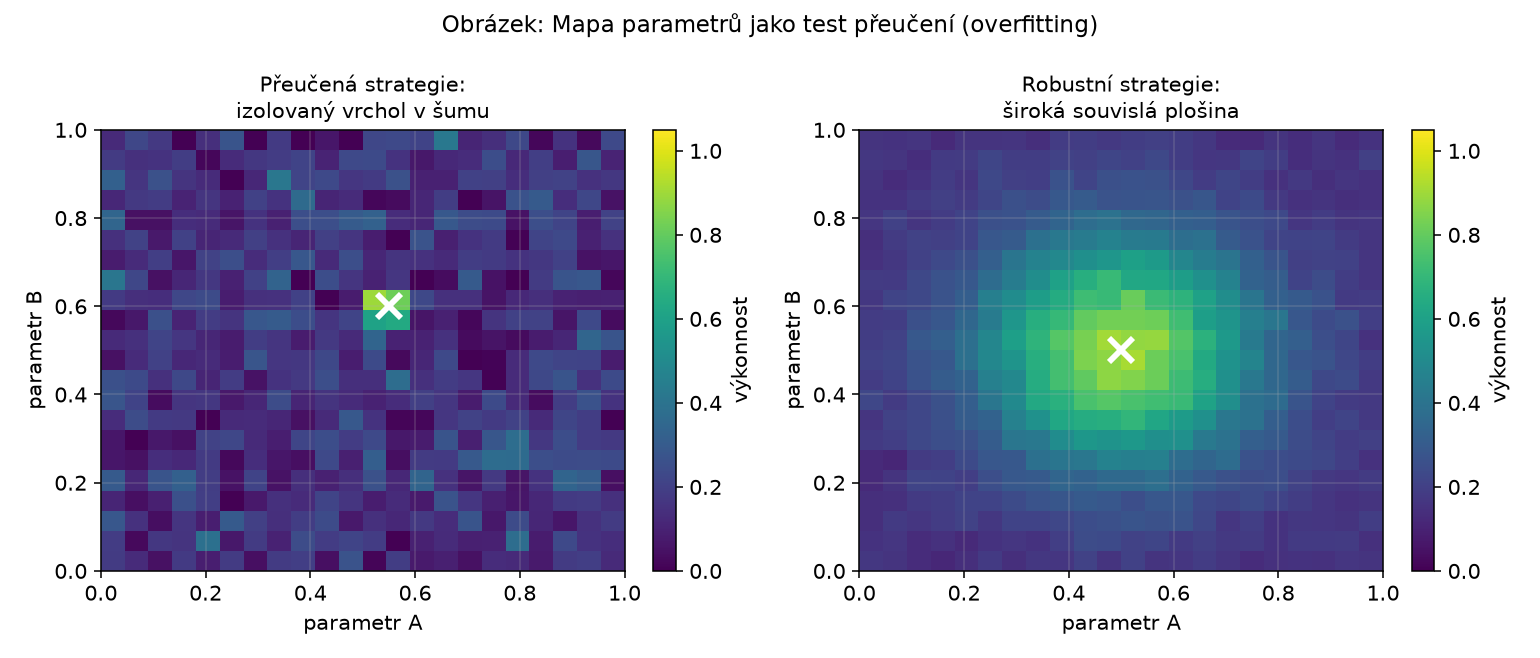 Obrázek: Mapa parametrů jako test přeučení (overfitting)
Přeučená strategie:
izolovaný vrchol v šumu
1.0
0.8
0.6
0.4
0.2
0.0
parametr B
0.0 0.2 0.4 0.6 0.8 1.0
parametr A
1.0
0.8
0.6
0.4
0.2
0.0
výkonnost
Robustní strategie:
široká souvislá plošina
1.0
0.8
0.6
0.4
0.2
0.0
parametr B
0.0 0.2 0.4 0.6 0.8 1.0
parametr A
1.0
0.8
0.6
0.4
0.2
0.0
výkonnost